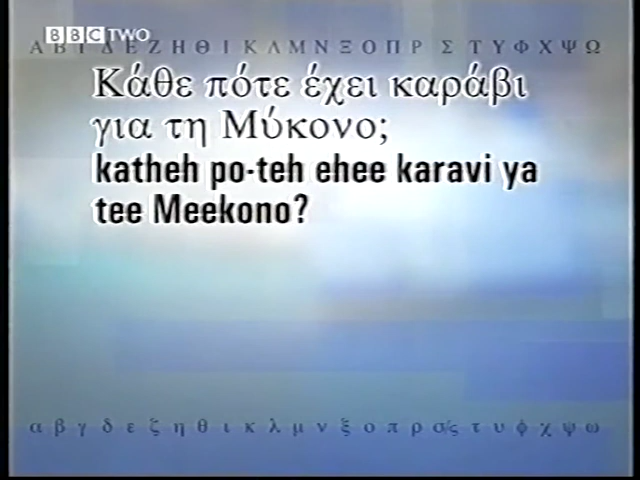 BBC TWO
Α Β Γ Δ Ε Ζ Η Θ Ι Κ Λ Μ Ν Ξ Ο Π Ρ Σ Τ Υ Φ Χ Ψ Ω
Κάθε πότε έχει καράβι
για τη Μύκονο;
katheh po-teh ehee karavi ya
tee Meekono?
α β γ δ ε ζ η θ ι κ λ μ ν ξ ο π ρ σ/ς τ υ φ χ ψ ω